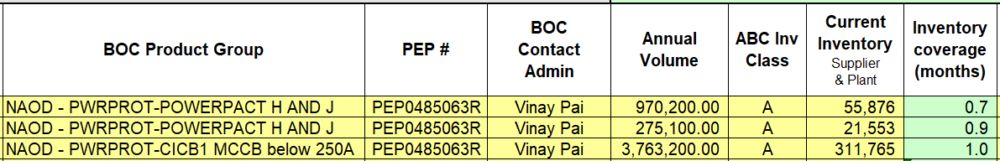 BOC Product Group PEP # BOC Contact Admin Annual Volume ABC Inv Class Current Inventory Supplier & Plant Inventory coverage (months)
NAOD - PWRPROT-POWERPACT H AND J PEP0485063R Vinay Pai 970,200.00 A 55,876 0.7
NAOD - PWRPROT-POWERPACT H AND J PEP0485063R Vinay Pai 275,100.00 A 21,553 0.9
NAOD - PWRPROT-CICB1 MCCB below 250A PEP0485063R Vinay Pai 3,763,200.00 A 311,765 1.0